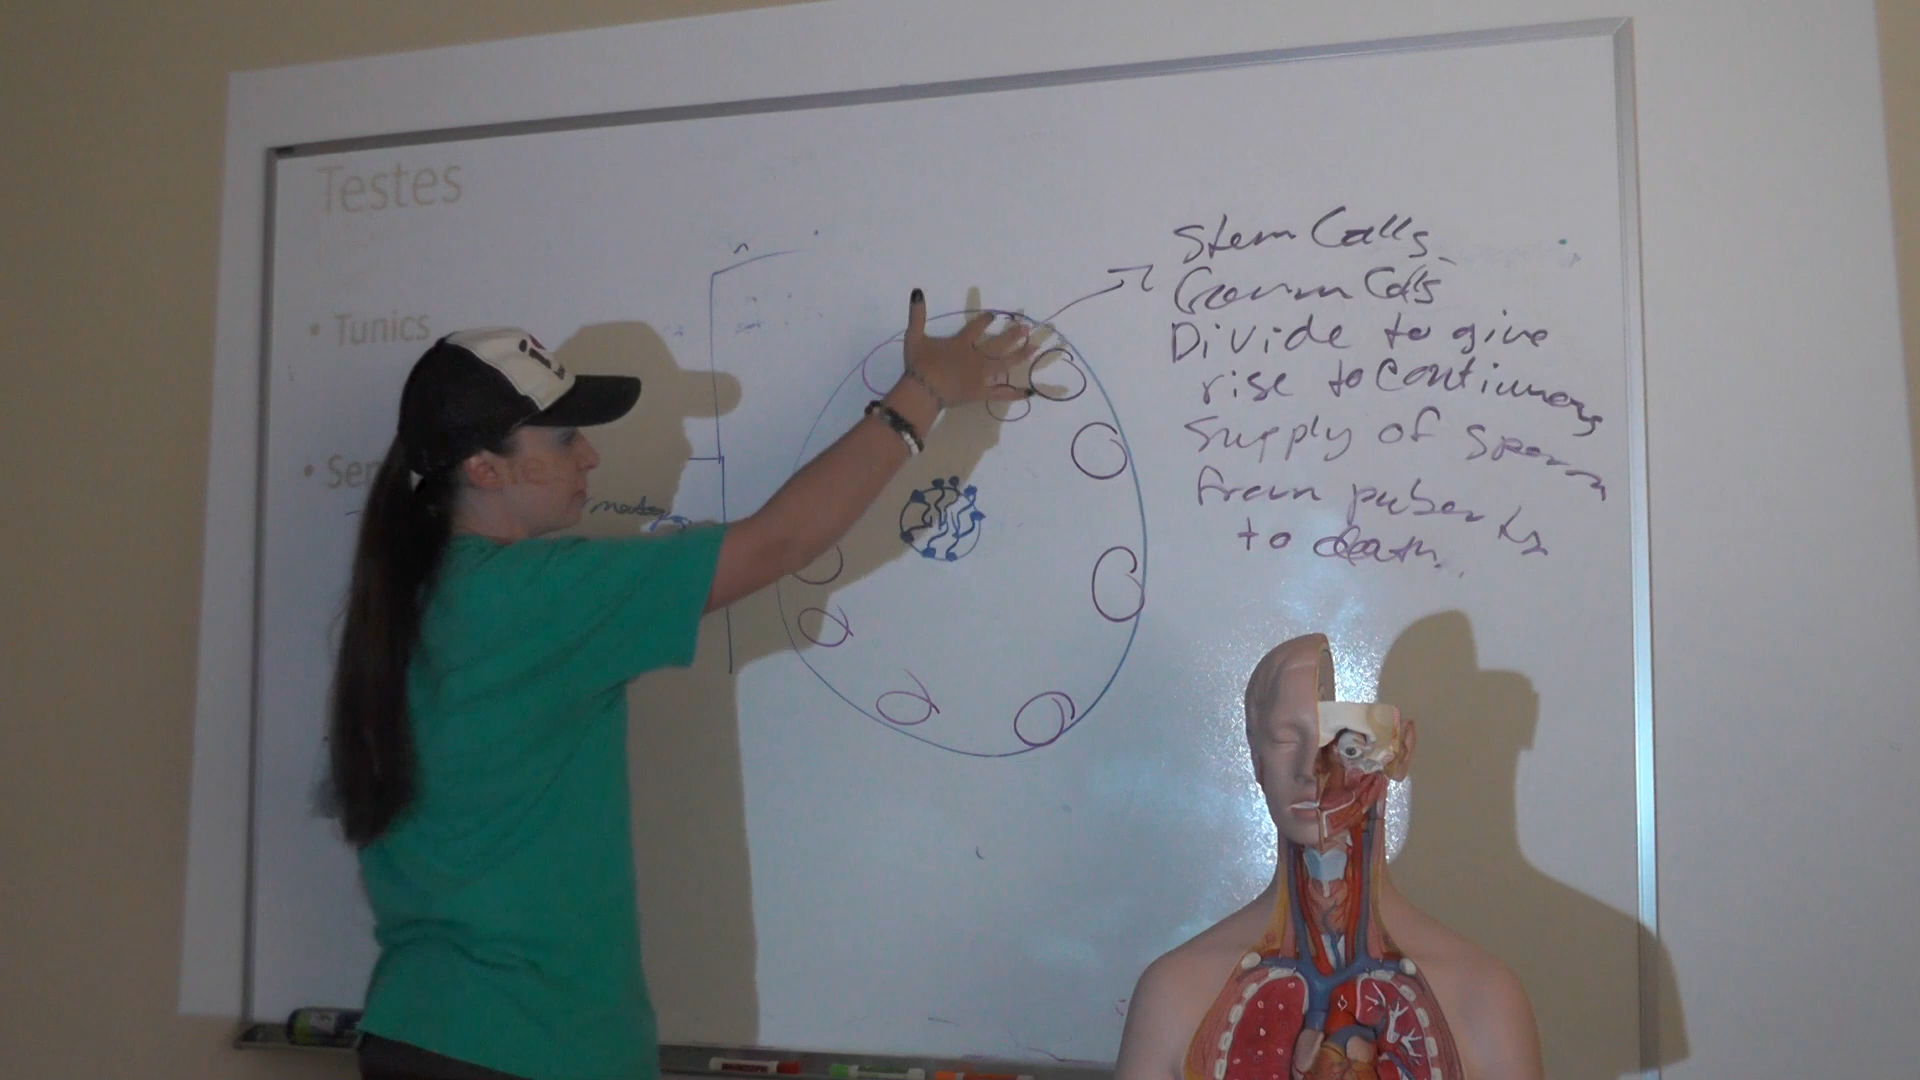 Testes
• Tunics
• Se
Stem Cells
Germ Cells
Divide to give
rise to continuous
supply of sperm
from puberty
to death.